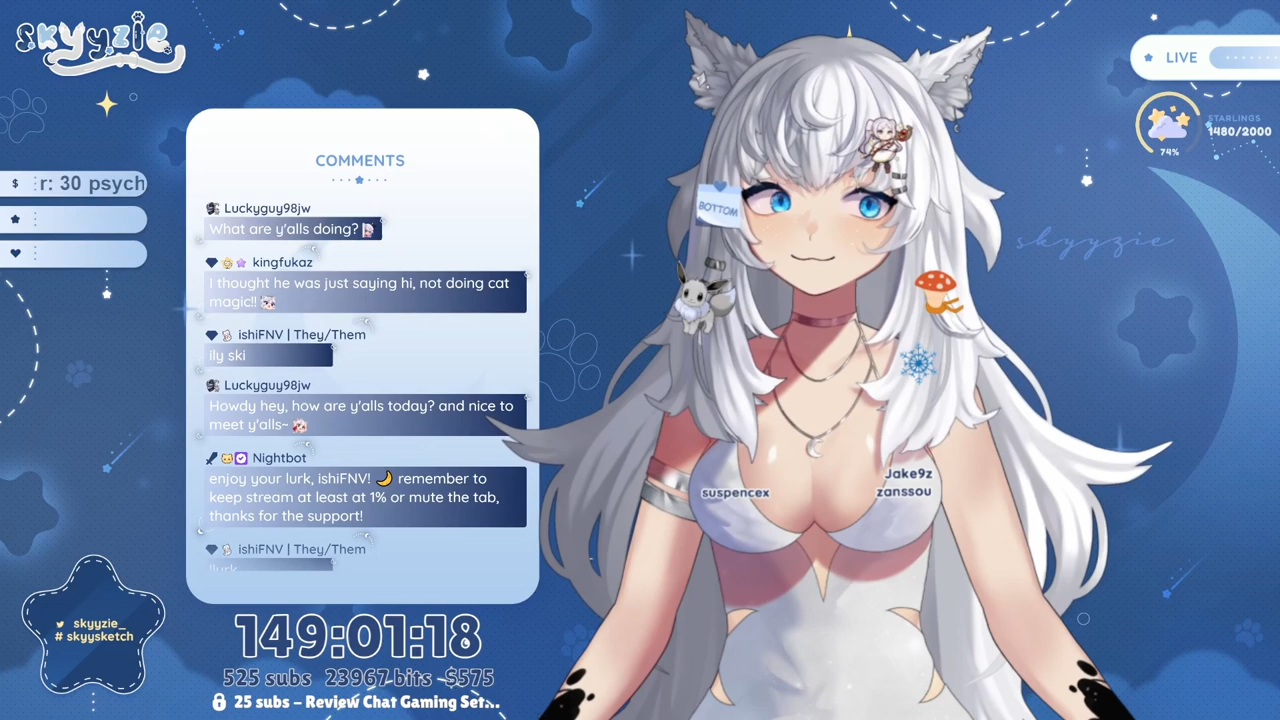 skyyzie
LIVE
STARLINGS
1480/2000
74%
$ r: 30 psych
COMMENTS
Luckyguy98jw
What are y'alls doing?
kingfukaz
I thought he was just saying hi, not doing cat
magic!!
ishiFNV | They/Them
ily ski
Luckyguy98jw
Howdy hey, how are y'alls today? and nice to
meet y'alls~
Nightbot
enjoy your lurk, ishiFNV! 🌙 remember to
keep stream at least at 1% or mute the tab,
thanks for the support!
ishiFNV | They/Them
!lurk
BOTTOM
skyyzie
suspencex
Jake9z
zanssou
skyyzie_
# skyysketch
149:01:18
525 subs 23967 bits $575
25 subs – Review Chat Gaming Set...